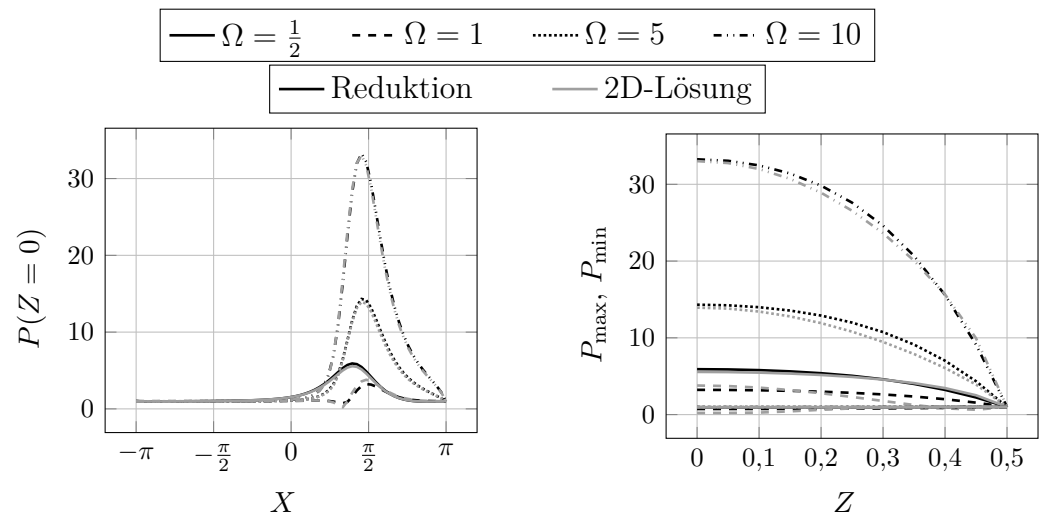 Ω = 1/2 Ω = 1 Ω = 5 Ω = 10
Reduktion 2D-Lösung
P(Z = 0)
30
20
10
0
−π −π/2 0 π/2 π
X
P_max, P_min
30
20
10
0
0 0,1 0,2 0,3 0,4 0,5
Z